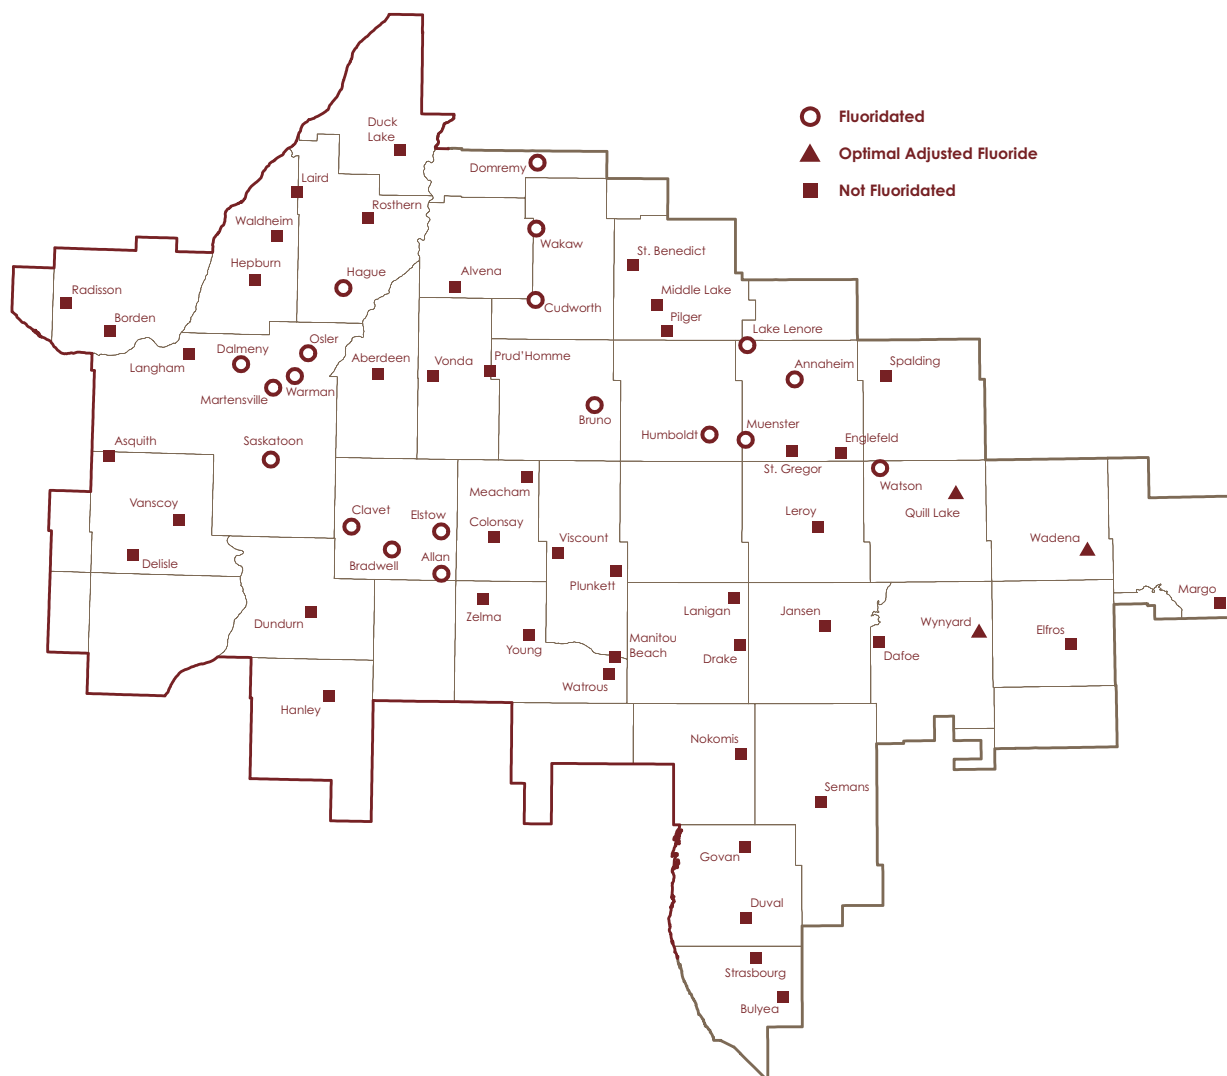 Duck
Lake
Fluoridated
Optimal Adjusted Fluoride
Not Fluoridated
Domremy
Laird
Rosthern
Waldheim
Wakaw
St. Benedict
Hepburn
Hague
Alvena
Radisson
Middle Lake
Cudworth
Borden
Pilger
Lake Lenore
Osler
Dalmeny
Langham
Aberdeen
Vonda
Prud'Homme
Annaheim
Spalding
Martensville
Warman
Bruno
Humboldt
Muenster
Asquith
Saskatoon
Englefeld
St. Gregor
Meacham
Watson
Vanscoy
Clavet
Elstow
Colonsay
Leroy
Quill Lake
Viscount
Wadena
Delisle
Bradwell
Allan
Plunkett
Margo
Dundurn
Zelma
Lanigan
Jansen
Wynyard
Elfros
Young
Manitou
Beach
Drake
Dafoe
Watrous
Hanley
Nokomis
Semans
Govan
Duval
Strasbourg
Bulyea